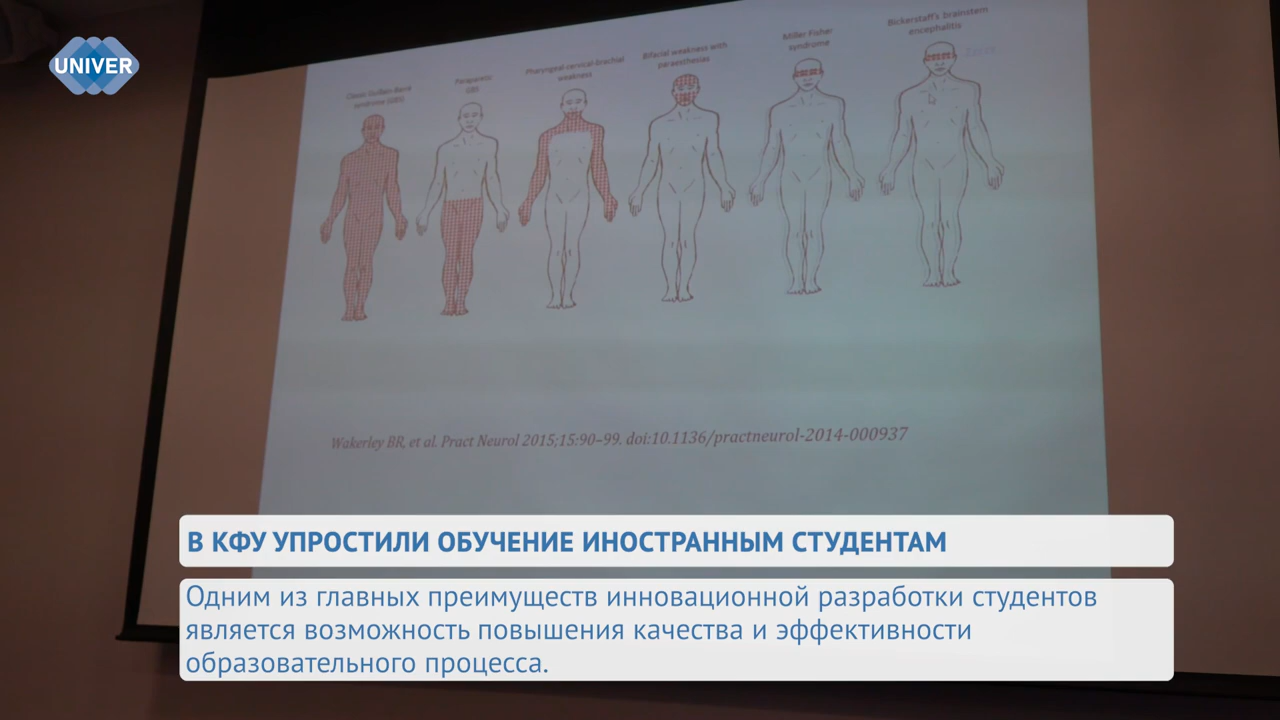 UNIVER
Classic Guillain-Barré
syndrome (GBS)
Paraparetic
GBS
Pharyngeal-cervical-brachial
weakness
Bifacial weakness with
paraesthesias
Miller Fisher
syndrome
Bickerstaff's brainstem
encephalitis
Wakerley BR, et al. Pract Neurol 2015;15:90–99. doi:10.1136/practneurol-2014-000937
В КФУ УПРОСТИЛИ ОБУЧЕНИЕ ИНОСТРАННЫМ СТУДЕНТАМ
Одним из главных преимуществ инновационной разработки студентов
является возможность повышения качества и эффективности
образовательного процесса.